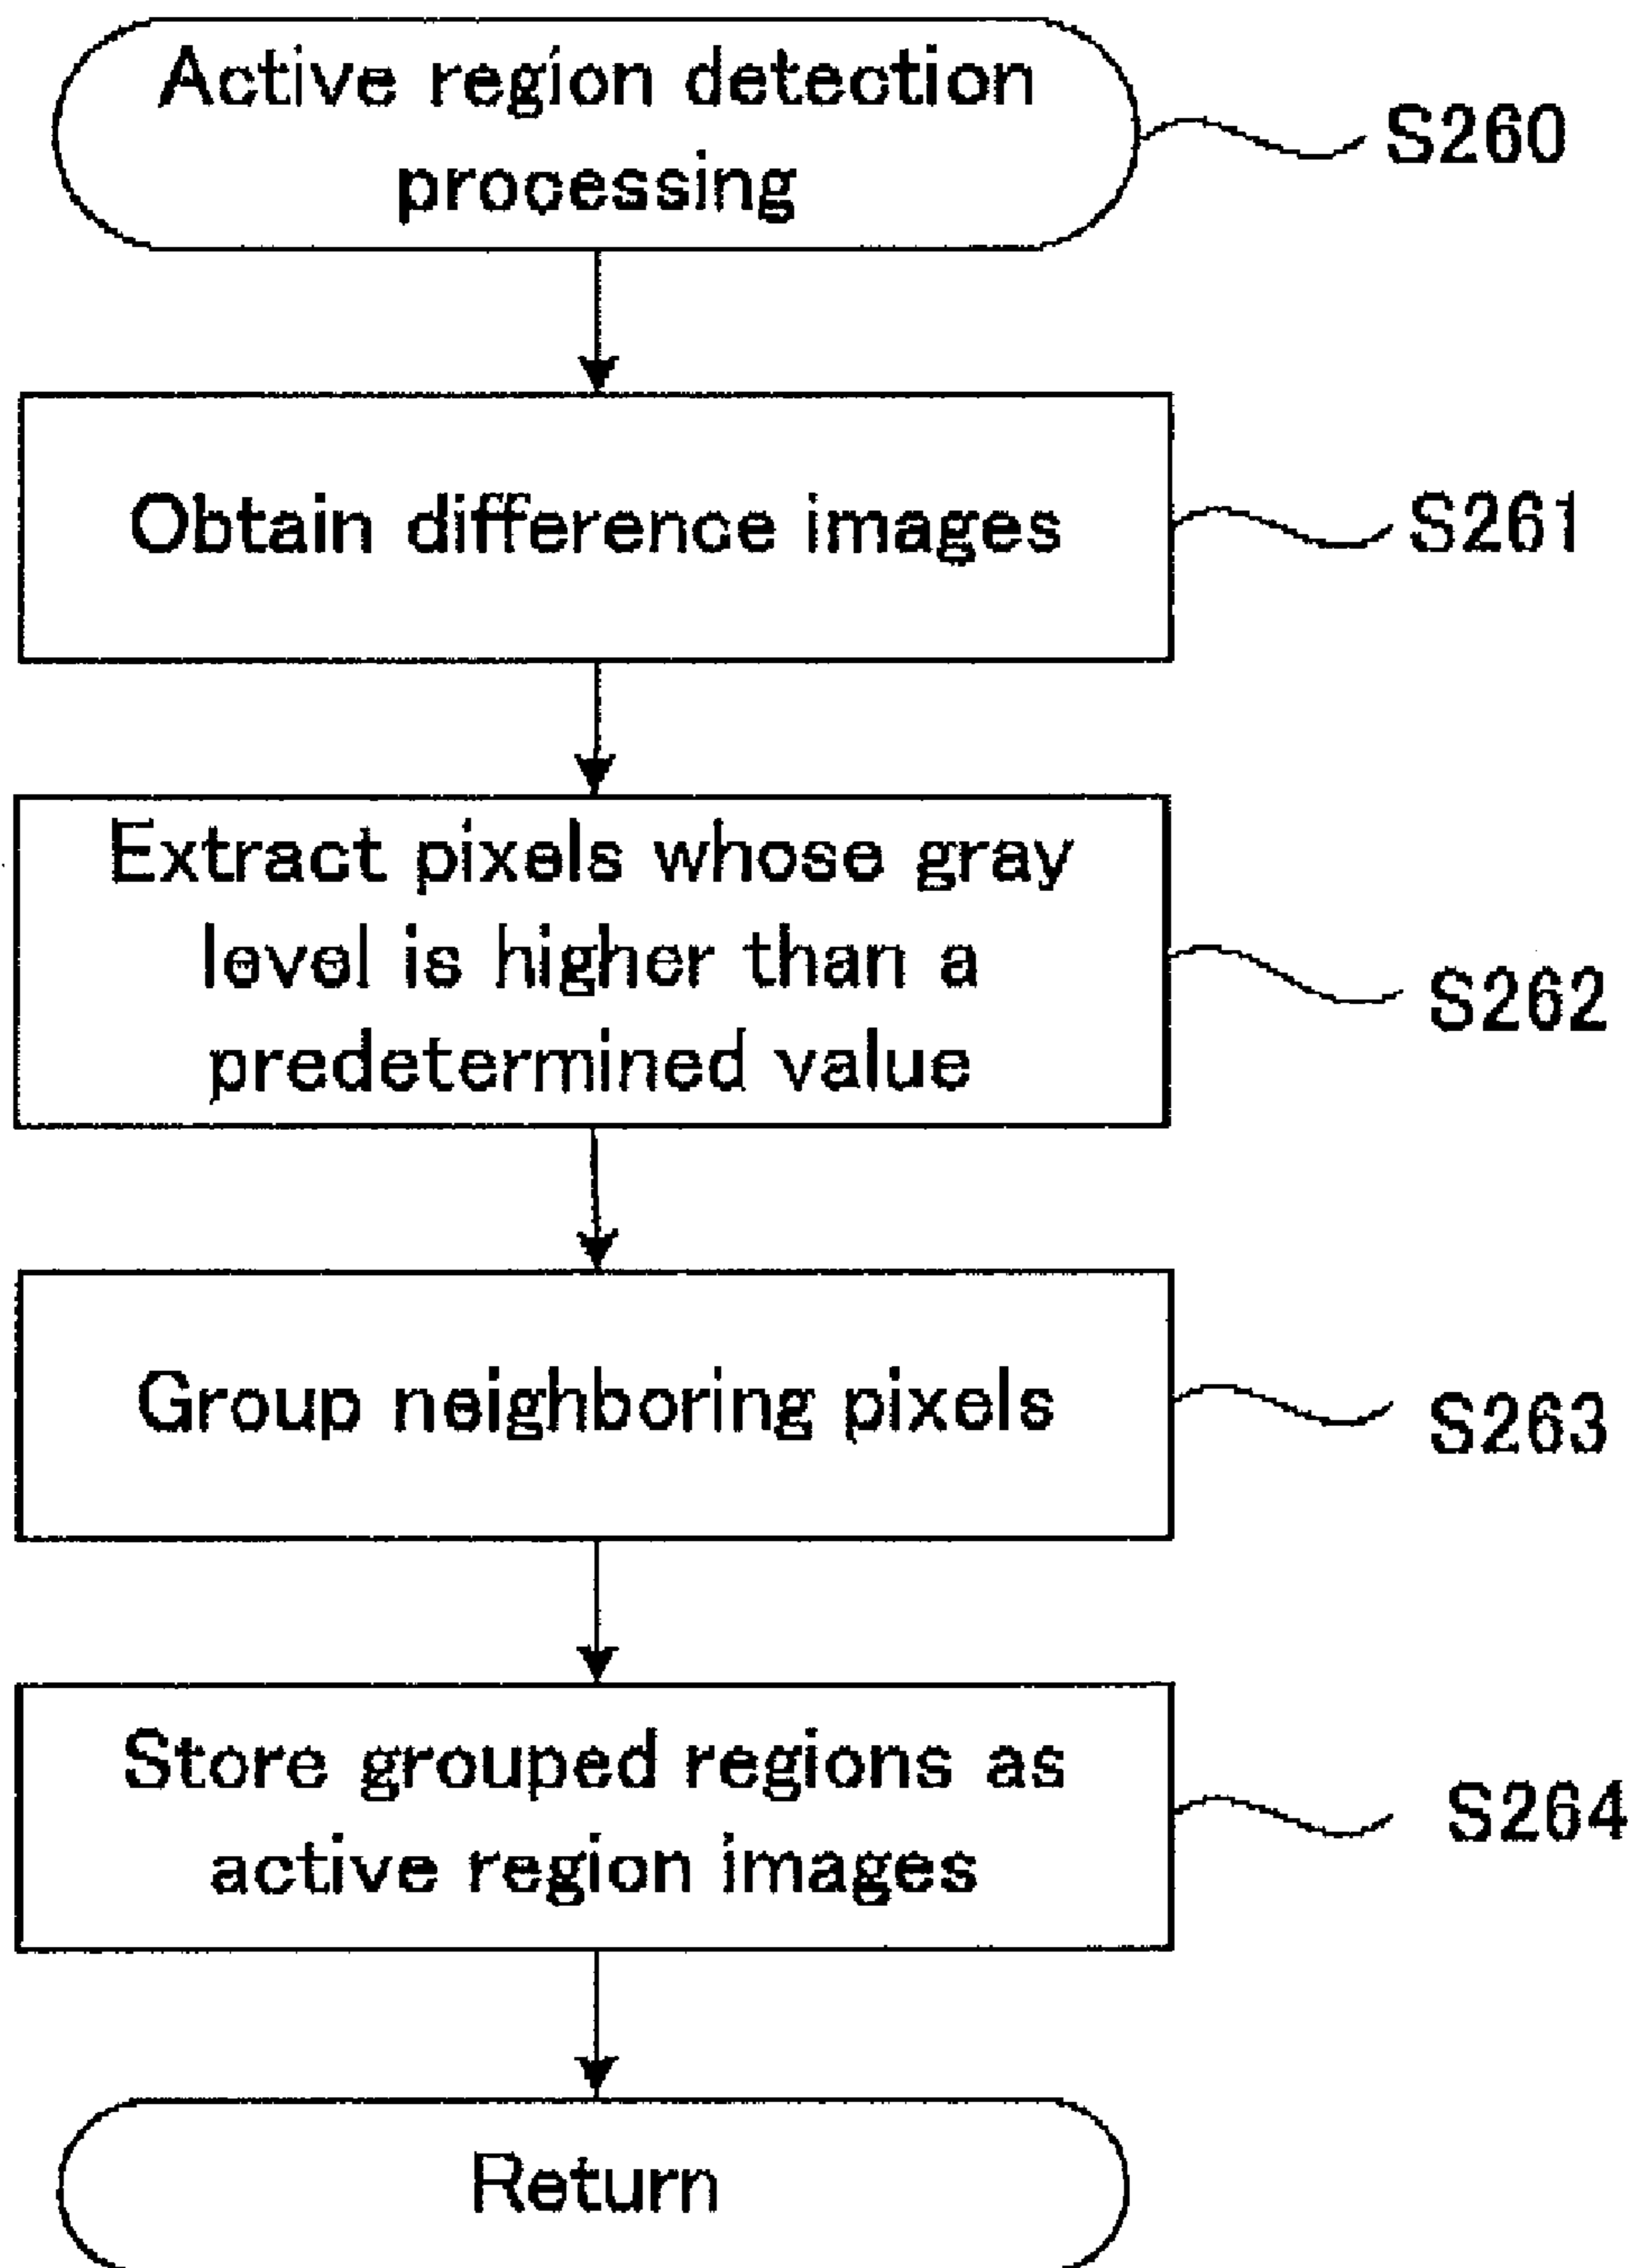 Active region detection
processing
S260
Obtain difference images
S261
Extract pixels whose gray
level is higher than a
predetermined value
S262
Group neighboring pixels
S263
Store grouped regions as
active region images
S264
Return